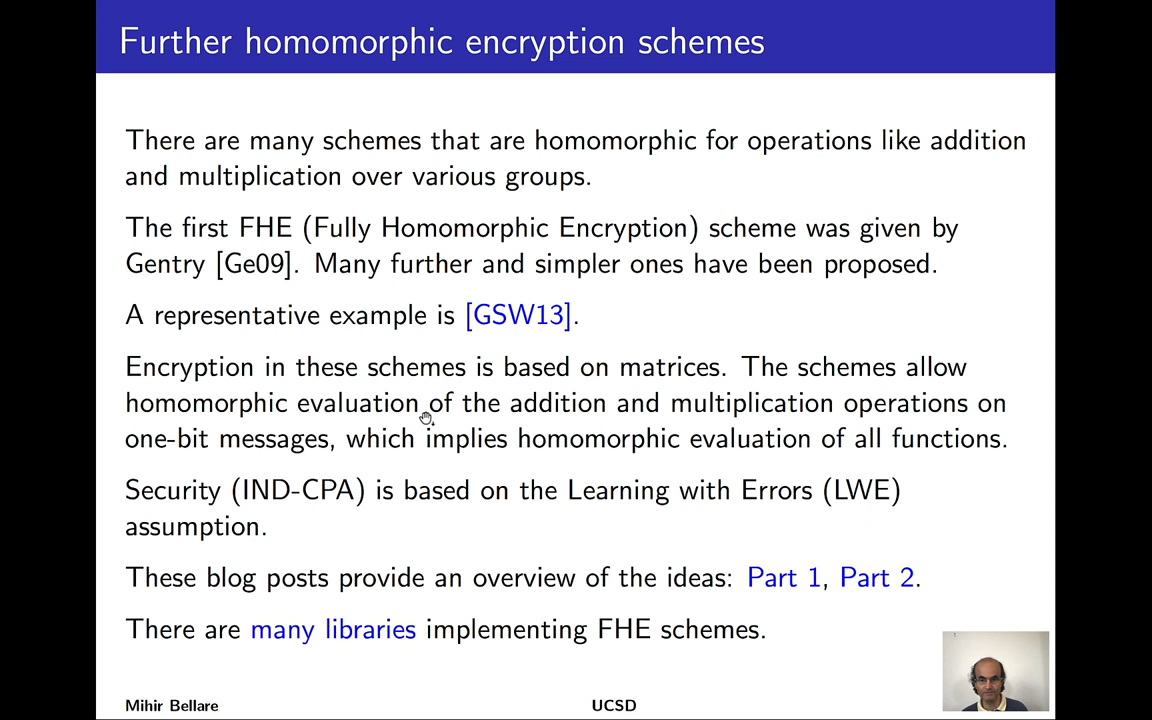 Further homomorphic encryption schemes
There are many schemes that are homomorphic for operations like addition
and multiplication over various groups.
The first FHE (Fully Homomorphic Encryption) scheme was given by
Gentry [Ge09]. Many further and simpler ones have been proposed.
A representative example is [GSW13].
Encryption in these schemes is based on matrices. The schemes allow
homomorphic evaluation of the addition and multiplication operations on
one-bit messages, which implies homomorphic evaluation of all functions.
Security (IND-CPA) is based on the Learning with Errors (LWE)
assumption.
These blog posts provide an overview of the ideas: Part 1, Part 2.
There are many libraries implementing FHE schemes.
Mihir Bellare UCSD